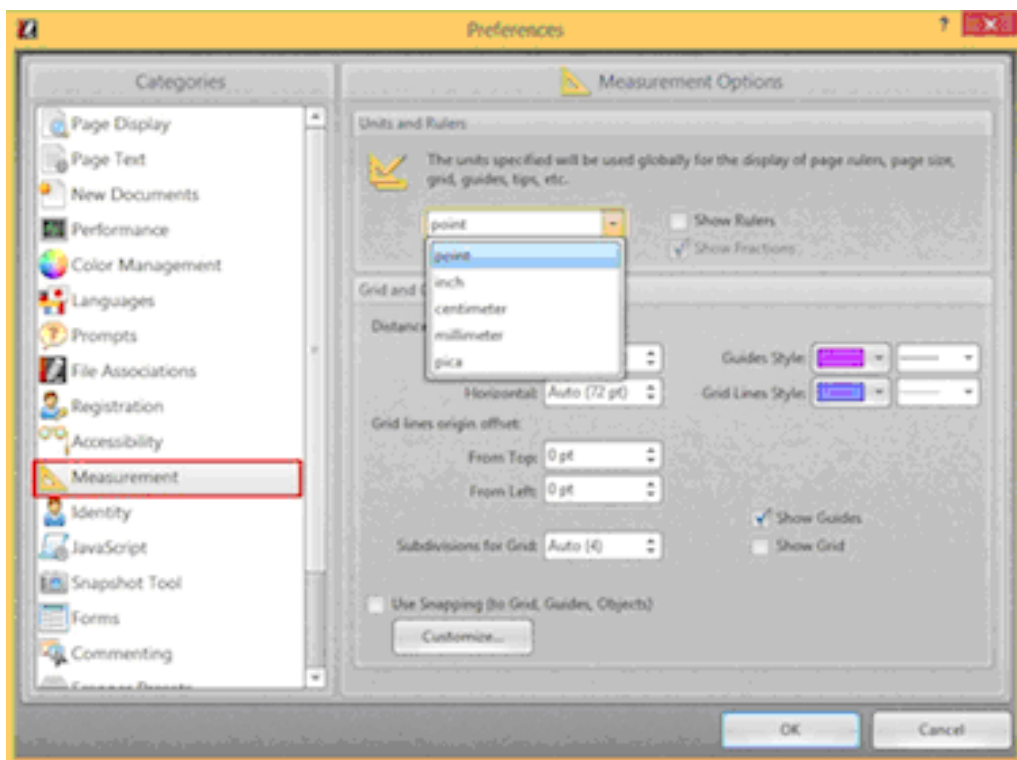 Preferences
?
Categories
Page Display
Page Text
New Documents
Performance
Color Management
Languages
Prompts
File Associations
Registration
Accessibility
Measurement
Identity
JavaScript
Snapshot Tool
Forms
Commenting
Measurement Options
Units and Rulers
The units specified will be used globally for the display of page rulers, page size,
grid, guides, tips, etc.
point
Show Rulers
Show Fractions
point
inch
centimeter
millimeter
pica
Grid and
Distance
Guides Style:
Horizontal: Auto (72 pt)
Grid Lines Style:
Grid lines origin offset:
From Top: 0 pt
From Left: 0 pt
Show Guides
Subdivisions for Grid: Auto (4)
Show Grid
Use Snapping (to Grid, Guides, Objects)
Customize...
OK
Cancel